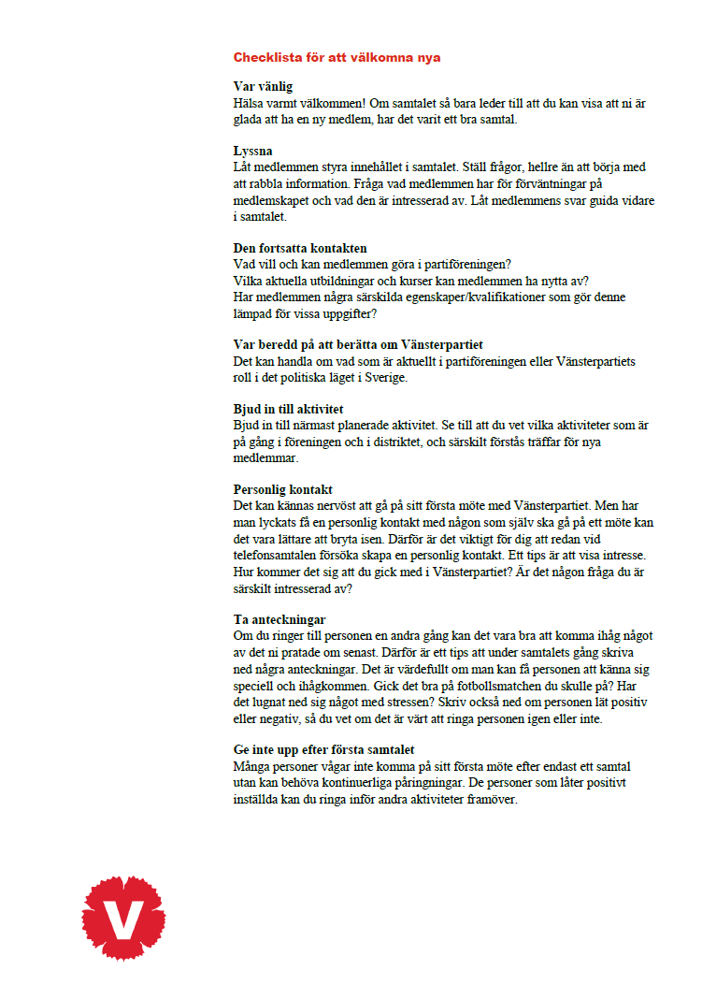 Checklista för att välkomna nya
Var vänlig
Hälsa varmt välkommen! Om samtalet så bara leder till att du kan visa att ni är
glada att ha en ny medlem, har det varit ett bra samtal.
Lyssna
Låt medlemmen styra innehållet i samtalet. Ställ frågor, hellre än att börja med
att rabbla information. Fråga vad medlemmen har för förväntningar på
medlemskapet och vad den är intresserad av. Låt medlemmens svar guida vidare
i samtalet.
Den fortsatta kontakten
Vad vill och kan medlemmen göra i partiföreningen?
Vilka aktuella utbildningar och kurser kan medlemmen ha nytta av?
Har medlemmen några särskilda egenskaper/kvalifikationer som gör denne
lämpad för vissa uppgifter?
Var beredd på att berätta om Vänsterpartiet
Det kan handla om vad som är aktuellt i partiföreningen eller Vänsterpartiets
roll i det politiska läget i Sverige.
Bjud in till aktivitet
Bjud in till närmast planerade aktivitet. Se till att du vet vilka aktiviteter som är
på gång i föreningen och i distriktet, och särskilt förstås träffar för nya
medlemmar.
Personlig kontakt
Det kan kännas nervöst att gå på sitt första möte med Vänsterpartiet. Men har
man lyckats få en personlig kontakt med någon som själv ska gå på ett möte kan
det vara lättare att bryta isen. Därför är det viktigt för dig att redan vid
telefonsamtalen försöka skapa en personlig kontakt. Ett tips är att visa intresse.
Hur kommer det sig att du gick med i Vänsterpartiet? Är det någon fråga du är
särskilt intresserad av?
Ta anteckningar
Om du ringer till personen en andra gång kan det vara bra att komma ihåg något
av det ni pratade om senast. Därför är ett tips att under samtalets gång skriva
ned några anteckningar. Det är värdefullt om man kan få personen att känna sig
speciell och ihågkommen. Gick det bra på fotbollsmatchen du skulle på? Har
det lugnat ned sig något med stressen? Skriv också ned om personen lät positiv
eller negativ, så du vet om det är värt att ringa personen igen eller inte.
Ge inte upp efter första samtalet
Många personer vågar inte komma på sitt första möte efter endast ett samtal
utan kan behöva kontinuerliga påringningar. De personer som låter positivt
inställda kan du ringa inför andra aktiviteter framöver.
V